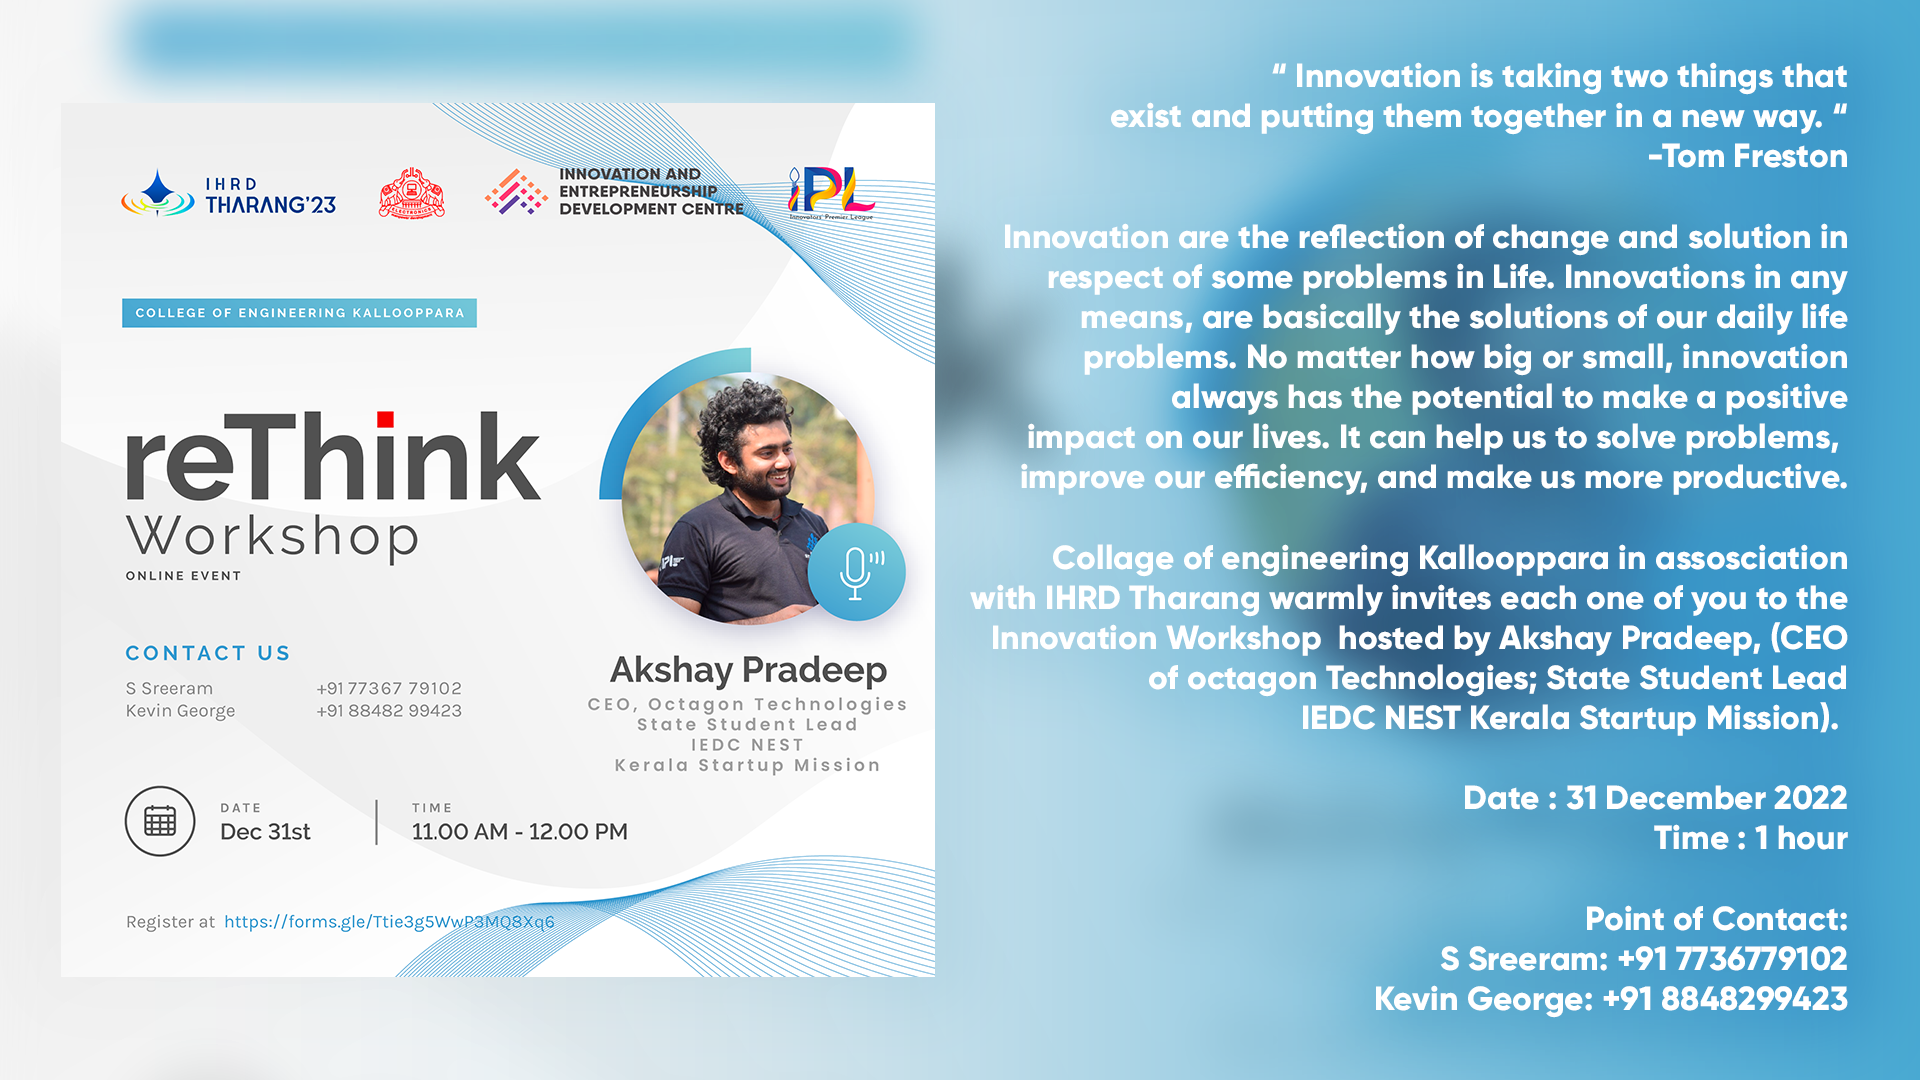 IHRD
THARANG'23
ELECTRONICS
INNOVATION AND
ENTREPRENEURSHIP
DEVELOPMENT CENTRE
iPL
Innovators' Premier League
COLLEGE OF ENGINEERING KALLOOPPARA
reThink
Workshop
ONLINE EVENT
CONTACT US
S Sreeram +91 77367 79102
Kevin George +91 88482 99423
Akshay Pradeep
CEO, Octagon Technologies
State Student Lead
IEDC NEST
Kerala Startup Mission
DATE
Dec 31st
TIME
11.00 AM - 12.00 PM
Register at https://forms.gle/Ttie3g5WwP3MQ8Xq6
“ Innovation is taking two things that
exist and putting them together in a new way. “
-Tom Freston
Innovation are the reflection of change and solution in
respect of some problems in Life. Innovations in any
means, are basically the solutions of our daily life
problems. No matter how big or small, innovation
always has the potential to make a positive
impact on our lives. It can help us to solve problems,
improve our efficiency, and make us more productive.
Collage of engineering Kallooppara in assosciation
with IHRD Tharang warmly invites each one of you to the
Innovation Workshop hosted by Akshay Pradeep, (CEO
of octagon Technologies; State Student Lead
IEDC NEST Kerala Startup Mission).
Date : 31 December 2022
Time : 1 hour
Point of Contact:
S Sreeram: +91 7736779102
Kevin George: +91 8848299423